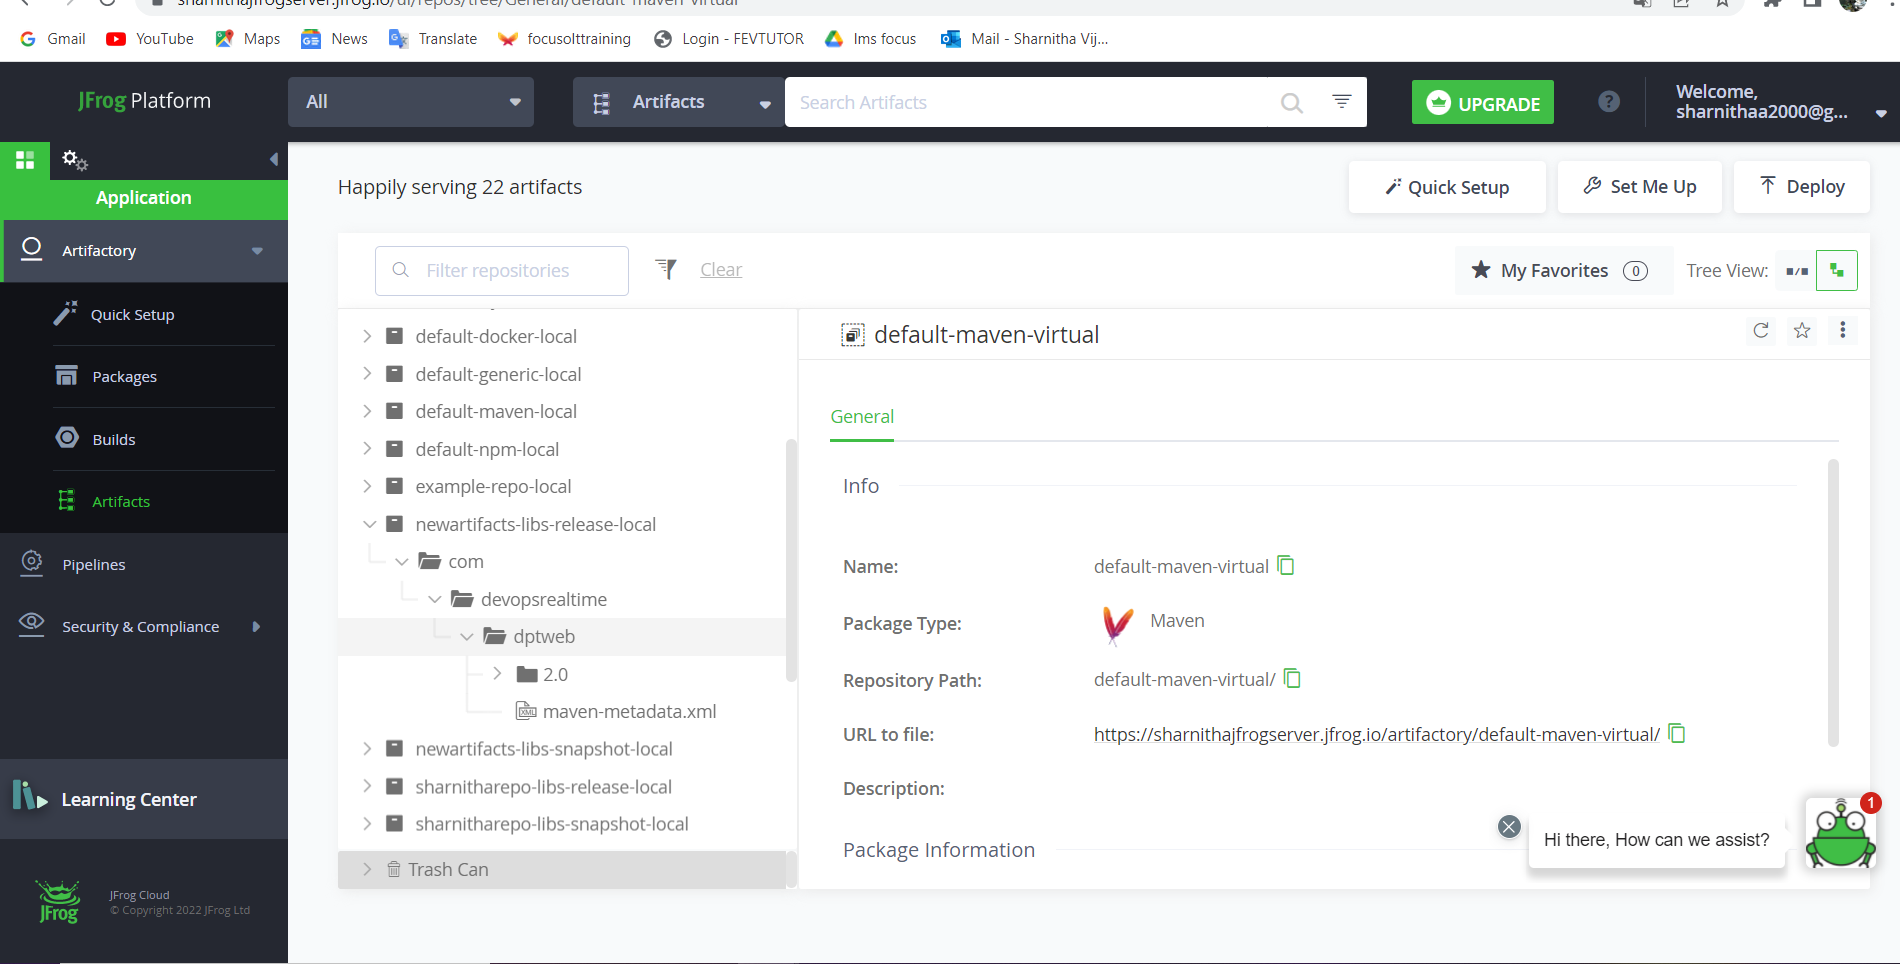 sharnithajfrogserver.jfrog.io/ui/repos/tree/General/default-maven-virtual
Gmail YouTube Maps News Translate focusolttraining Login - FEVTUTOR lms focus Mail - Sharnitha Vij...
JFrog Platform
All
Artifacts
Search Artifacts
UPGRADE
?
Welcome,
sharnithaa2000@g...
Application
Artifactory
Quick Setup
Packages
Builds
Artifacts
Pipelines
Security & Compliance
Learning Center
JFrog
JFrog Cloud
© Copyright 2022 JFrog Ltd
Happily serving 22 artifacts
Quick Setup
Set Me Up
Deploy
Filter repositories
Clear
My Favorites 0
Tree View:
default-docker-local
default-generic-local
default-maven-local
default-npm-local
example-repo-local
newartifacts-libs-release-local
com
devopsrealtime
dptweb
2.0
XML maven-metadata.xml
newartifacts-libs-snapshot-local
sharnitharepo-libs-release-local
sharnitharepo-libs-snapshot-local
Trash Can
default-maven-virtual
General
Info
Name: default-maven-virtual
Package Type: Maven
Repository Path: default-maven-virtual/
URL to file: https://sharnithajfrogserver.jfrog.io/artifactory/default-maven-virtual/
Description:
Package Information
Hi there, How can we assist?
1